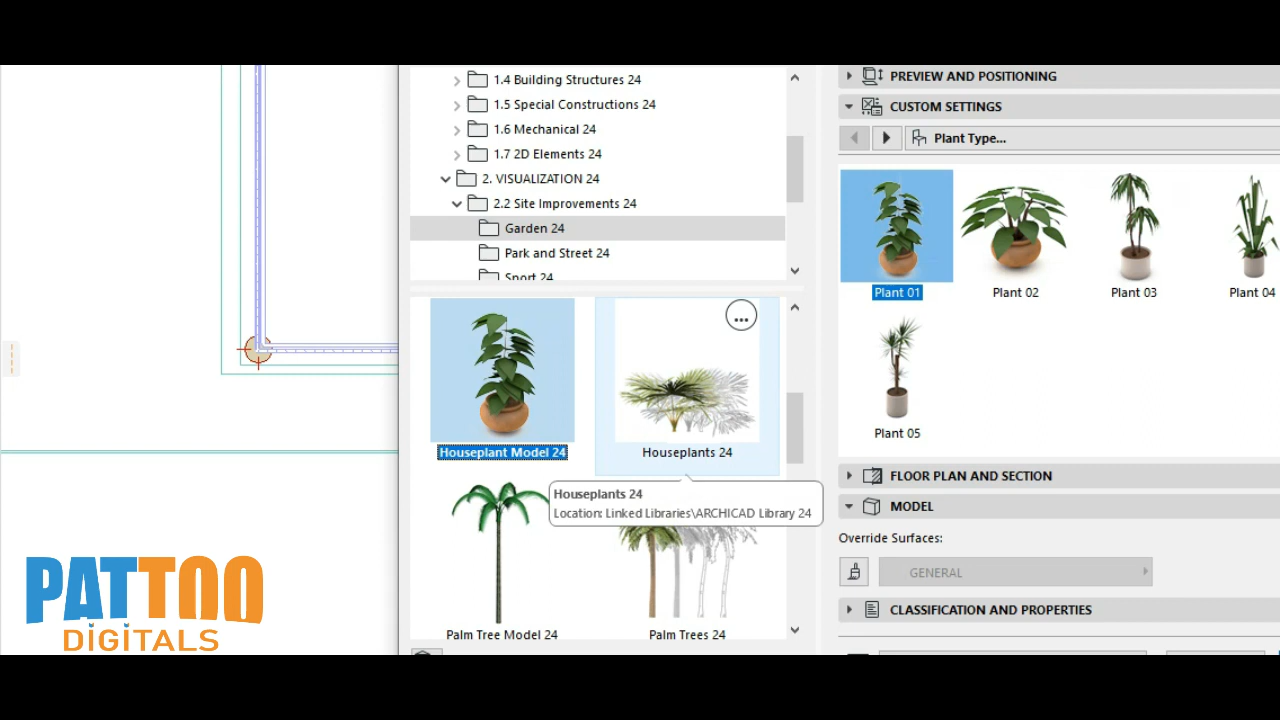 1.4 Building Structures 24
1.5 Special Constructions 24
1.6 Mechanical 24
1.7 2D Elements 24
2. VISUALIZATION 24
2.2 Site Improvements 24
Garden 24
Park and Street 24
Sport 24
Houseplant Model 24
Houseplants 24
Houseplants 24
Location: Linked Libraries\ARCHICAD Library 24
Palm Tree Model 24
Palm Trees 24
PREVIEW AND POSITIONING
CUSTOM SETTINGS
Plant Type...
Plant 01
Plant 02
Plant 03
Plant 04
Plant 05
FLOOR PLAN AND SECTION
MODEL
Override Surfaces:
GENERAL
CLASSIFICATION AND PROPERTIES
PATTOO
DiGiTALS